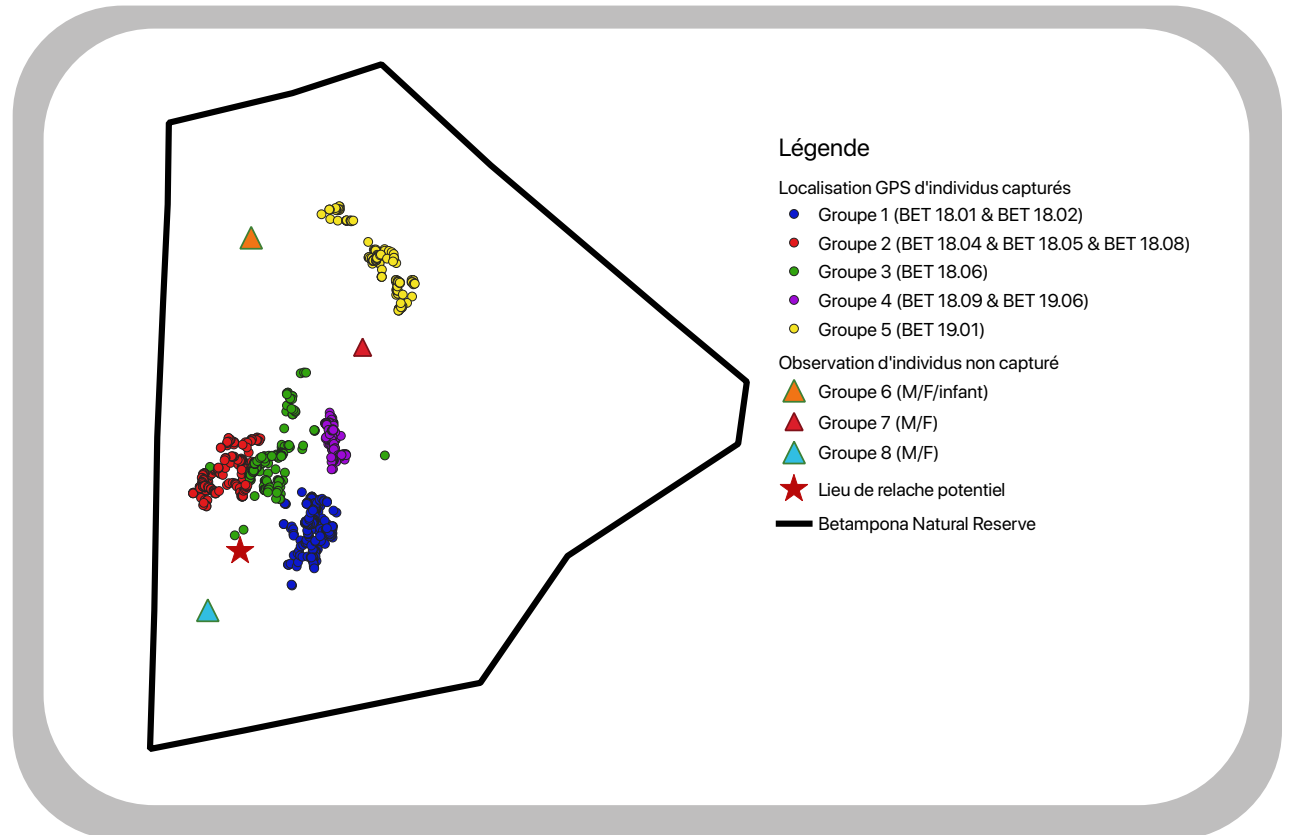 Légende
Localisation GPS d'individus capturés
Groupe 1 (BET 18.01 & BET 18.02)
Groupe 2 (BET 18.04 & BET 18.05 & BET 18.08)
Groupe 3 (BET 18.06)
Groupe 4 (BET 18.09 & BET 19.06)
Groupe 5 (BET 19.01)
Observation d'individus non capturé
Groupe 6 (M/F/infant)
Groupe 7 (M/F)
Groupe 8 (M/F)
Lieu de relache potentiel
Betampona Natural Reserve